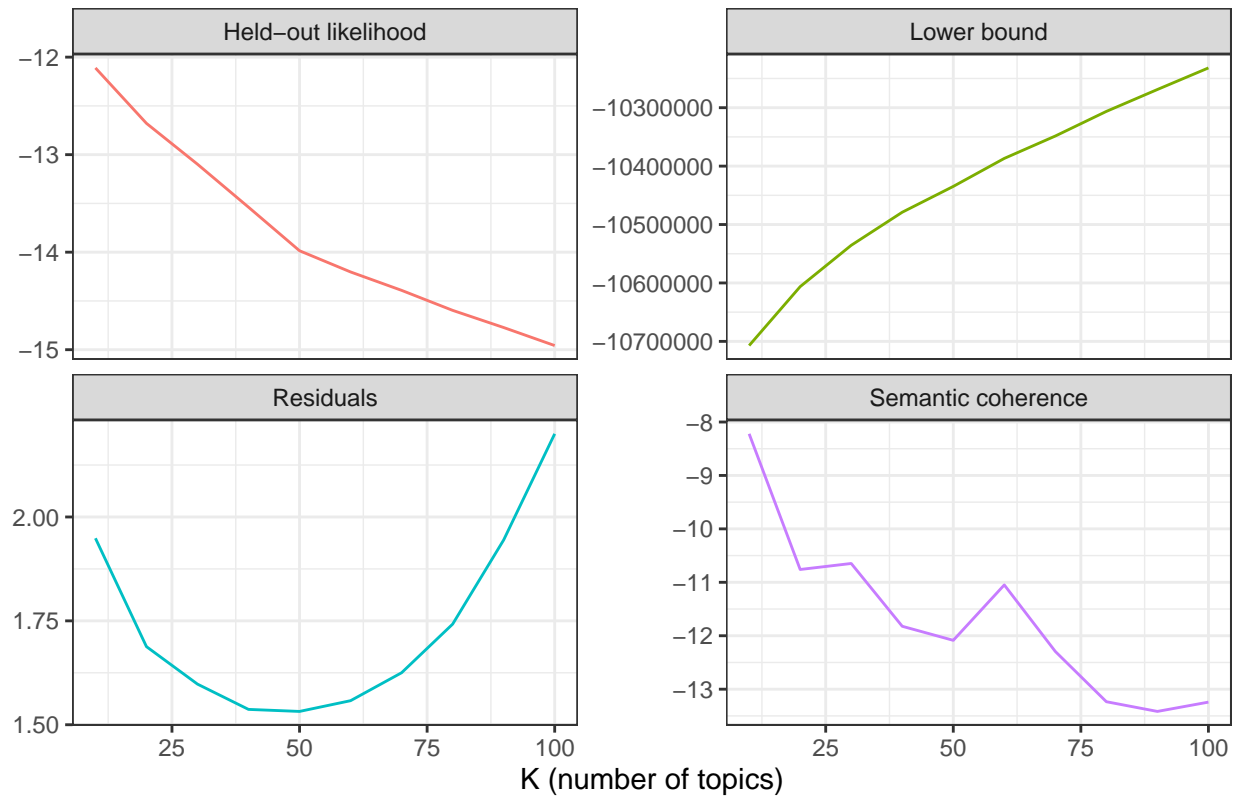 Held−out likelihood
−12
−13
−14
−15
Lower bound
−10300000
−10400000
−10500000
−10600000
−10700000
Residuals
2.00
1.75
1.50
25 50 75 100
Semantic coherence
−8
−9
−10
−11
−12
−13
25 50 75 100
K (number of topics)